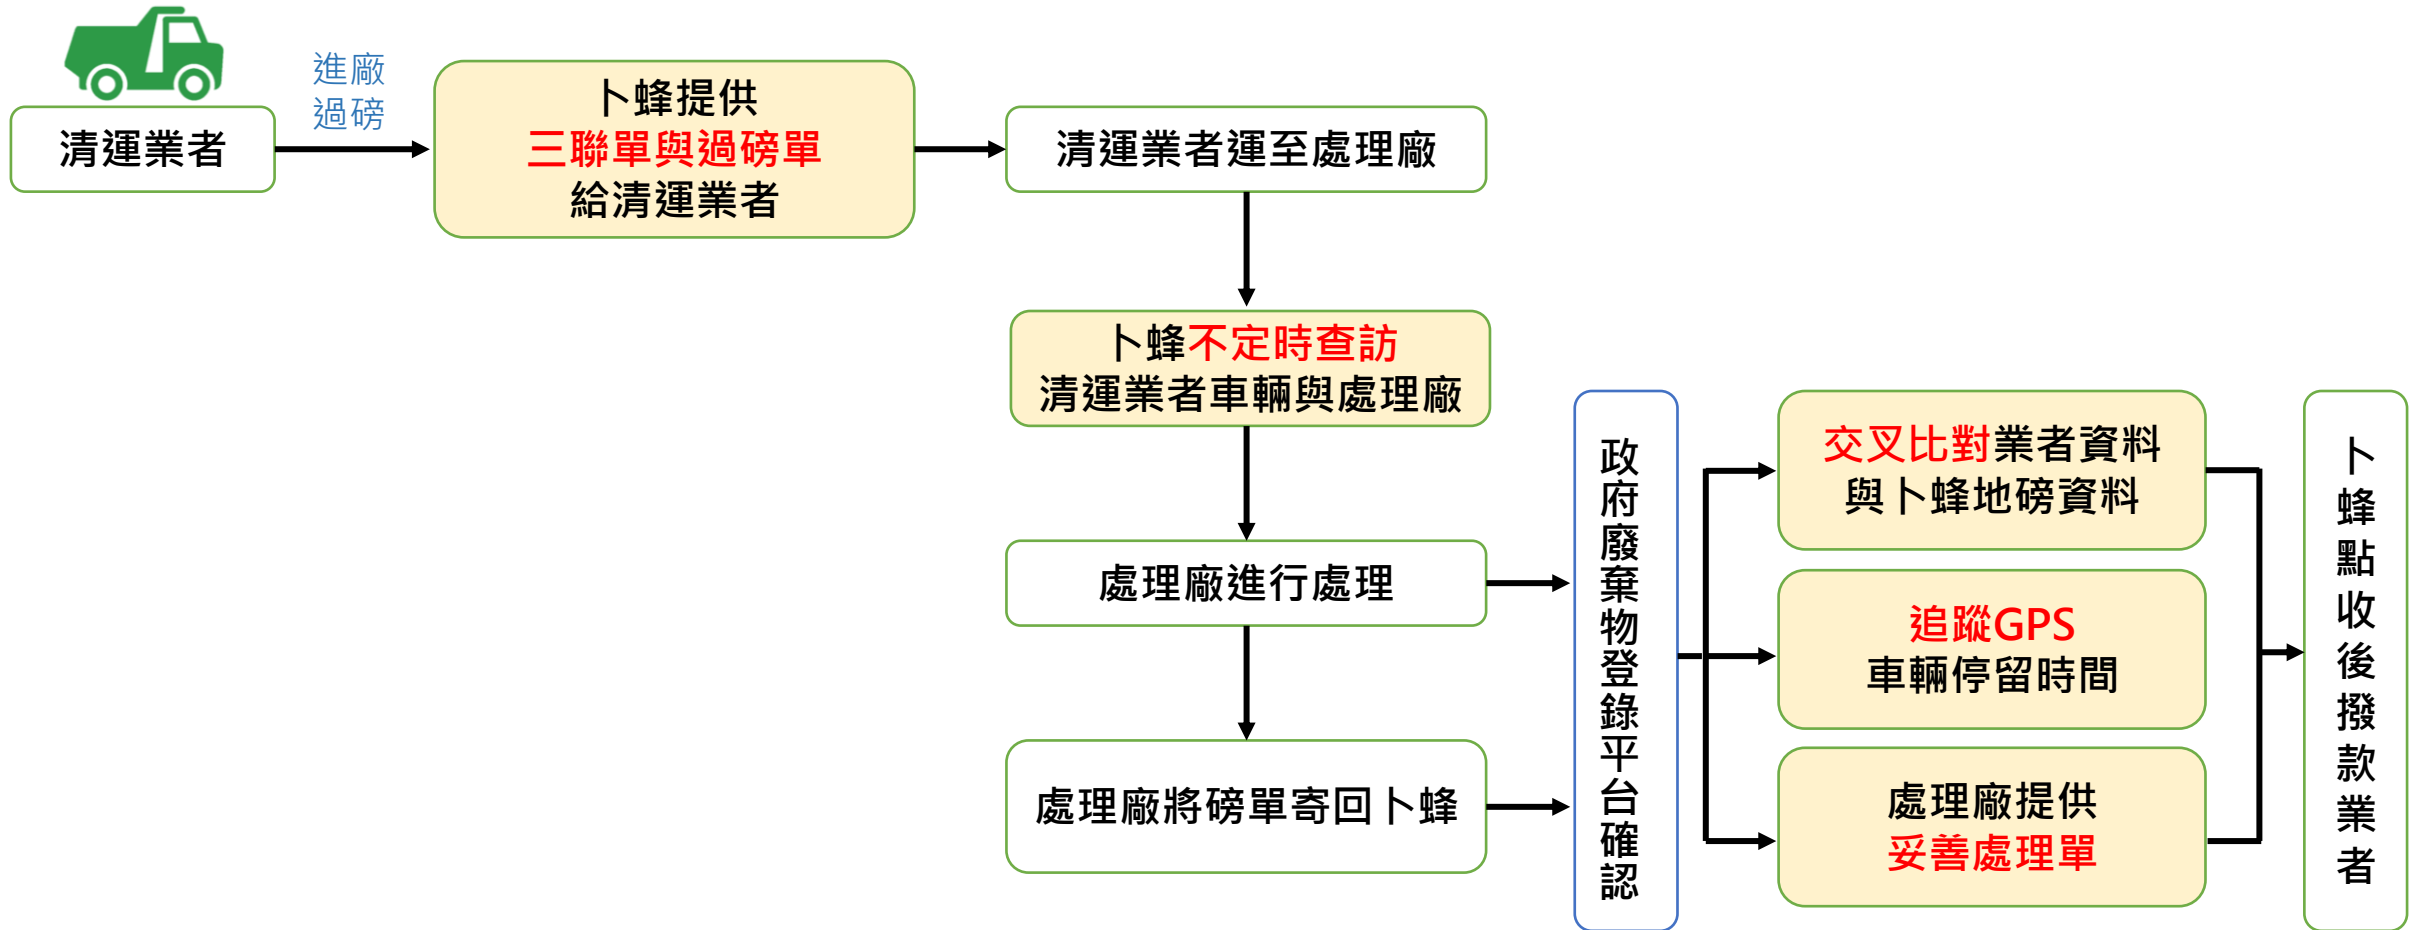 清運業者
進廠
過磅
卜蜂提供
三聯單與過磅單
給清運業者
清運業者運至處理廠
卜蜂不定時查訪
清運業者車輛與處理廠
處理廠進行處理
處理廠將磅單寄回卜蜂
政府廢棄物登錄平台確認
交叉比對業者資料
與卜蜂地磅資料
追蹤GPS
車輛停留時間
處理廠提供
妥善處理單
卜蜂點收後撥款業者